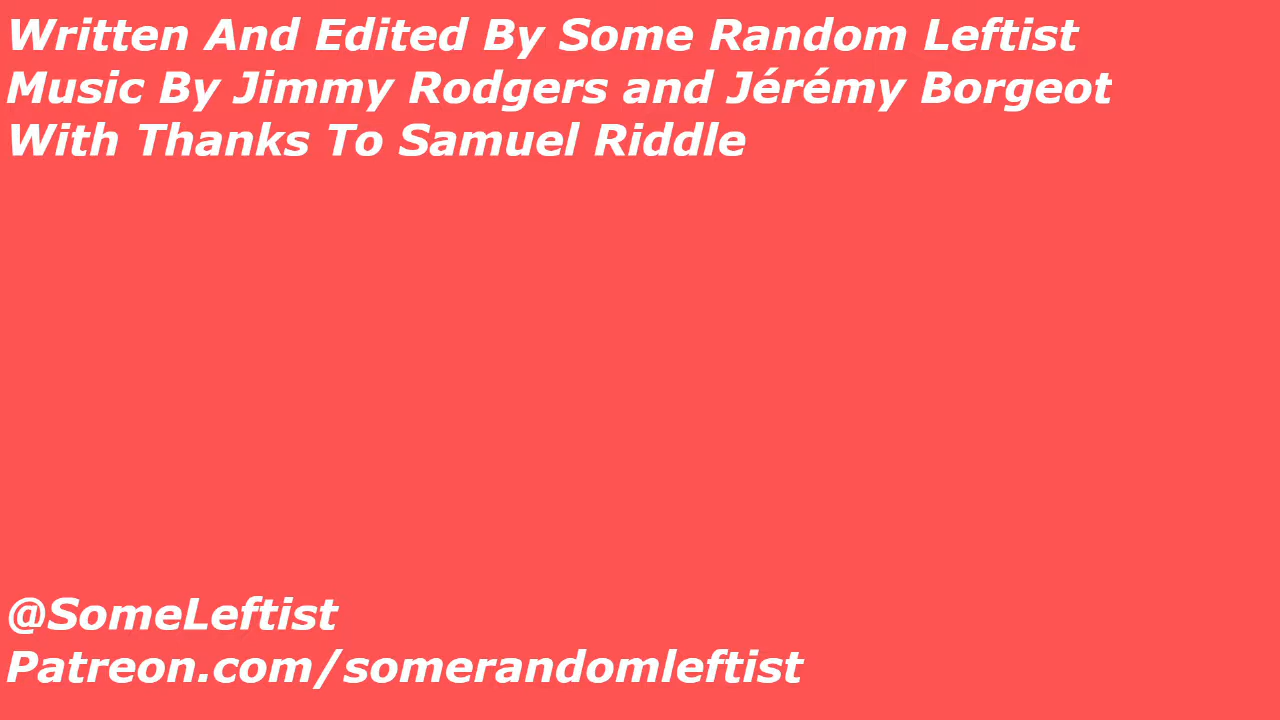 Written And Edited By Some Random Leftist
Music By Jimmy Rodgers and Jérémy Borgeot
With Thanks To Samuel Riddle
@SomeLeftist
Patreon.com/somerandomleftist